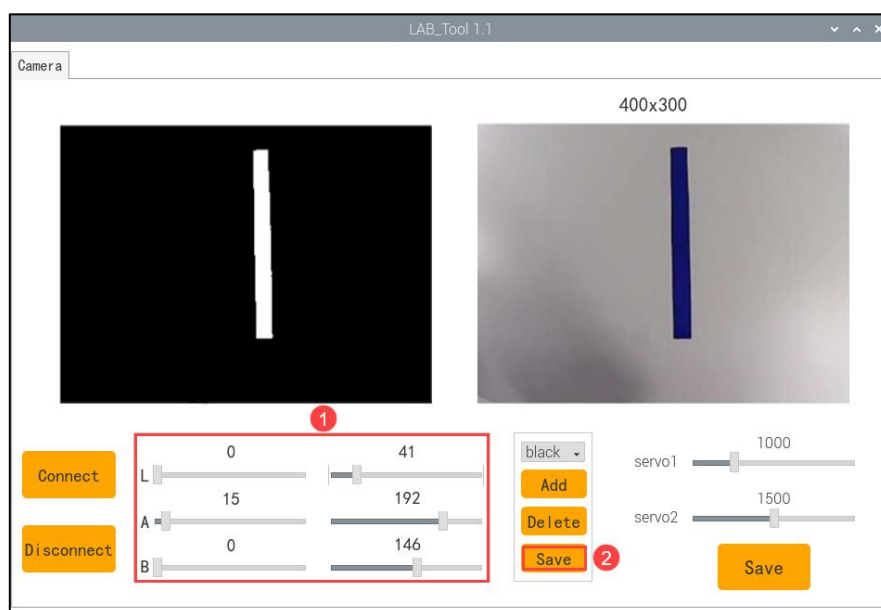 LAB_Tool 1.1
Camera
400x300
1
Connect
Disconnect
L 0 41
A 15 192
B 0 146
black
Add
Delete
Save
2
servo1 1000
servo2 1500
Save